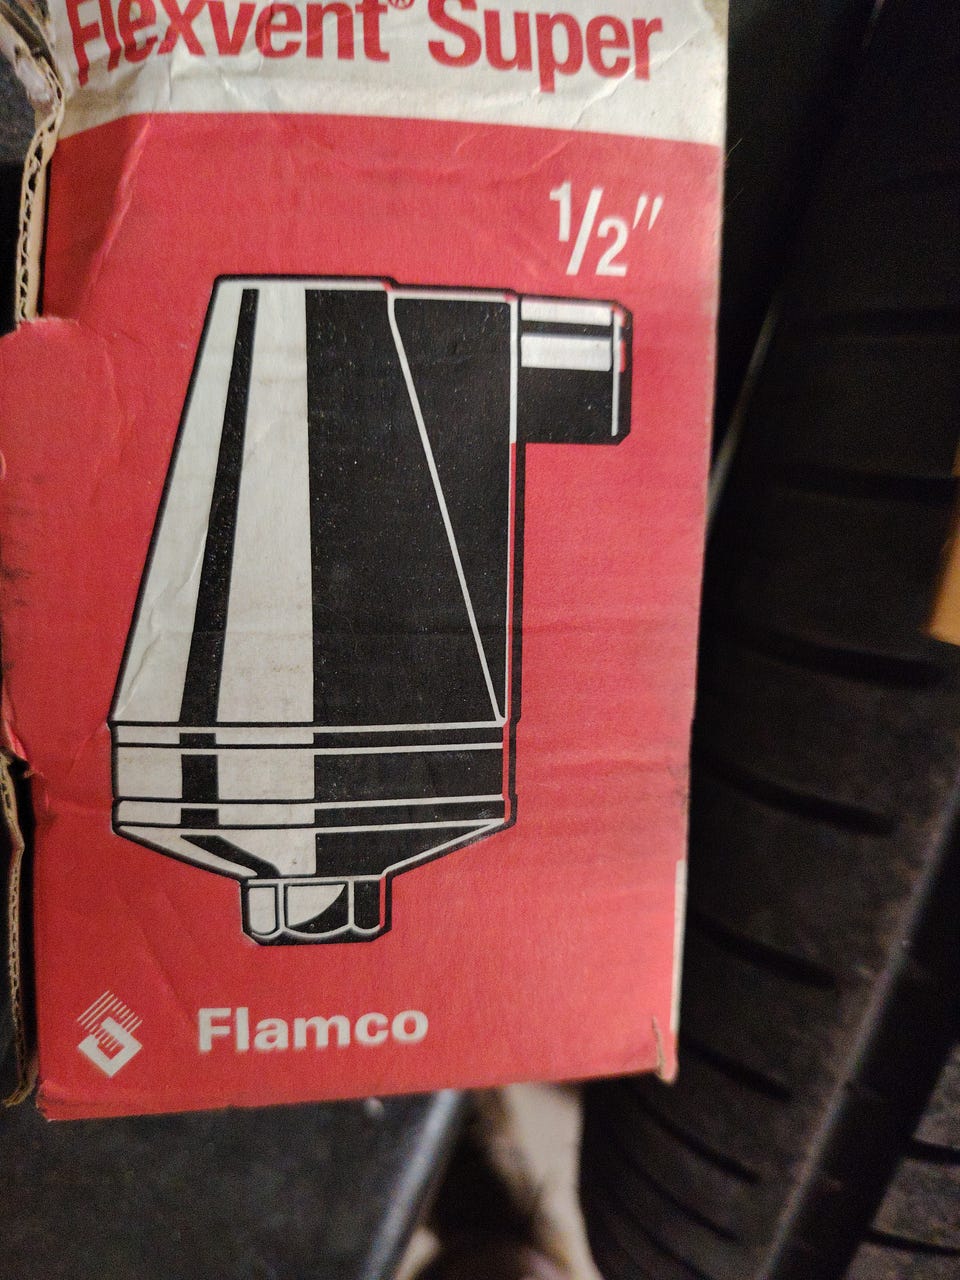 Flexvent® Super
1/2"
Flamco